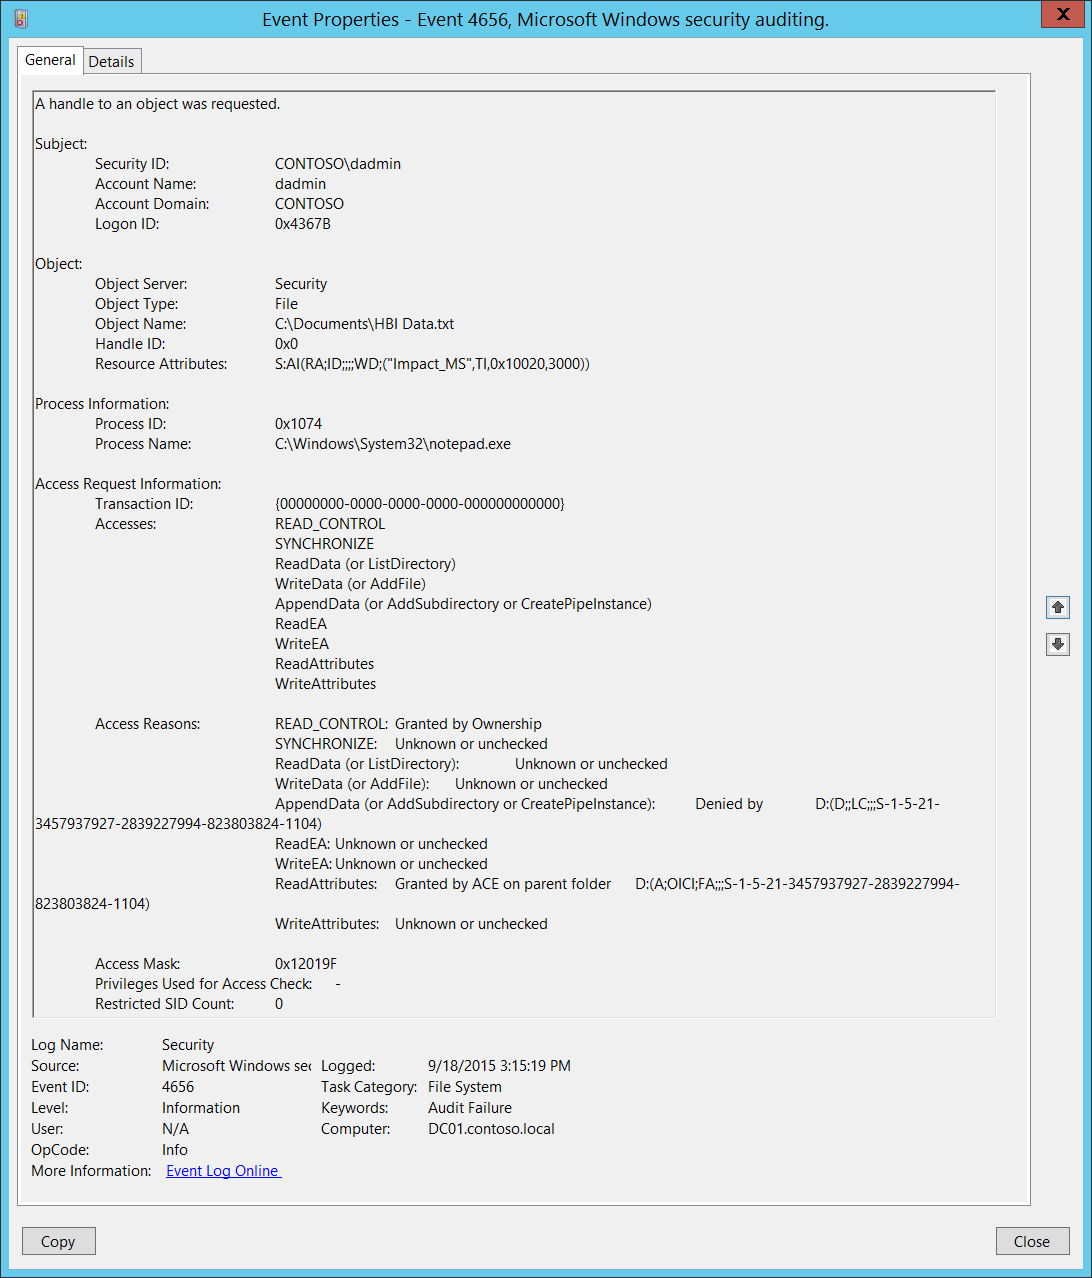 Event Properties - Event 4656, Microsoft Windows security auditing.
General Details
A handle to an object was requested.
Subject:
Security ID: CONTOSO\dadmin
Account Name: dadmin
Account Domain: CONTOSO
Logon ID: 0x4367B
Object:
Object Server: Security
Object Type: File
Object Name: C:\Documents\HBI Data.txt
Handle ID: 0x0
Resource Attributes: S:AI(RA;ID;;;;WD;("Impact_MS",TI,0x10020,3000))
Process Information:
Process ID: 0x1074
Process Name: C:\Windows\System32\notepad.exe
Access Request Information:
Transaction ID: {00000000-0000-0000-0000-000000000000}
Accesses: READ_CONTROL
SYNCHRONIZE
ReadData (or ListDirectory)
WriteData (or AddFile)
AppendData (or AddSubdirectory or CreatePipeInstance)
ReadEA
WriteEA
ReadAttributes
WriteAttributes
Access Reasons: READ_CONTROL: Granted by Ownership
SYNCHRONIZE: Unknown or unchecked
ReadData (or ListDirectory): Unknown or unchecked
WriteData (or AddFile): Unknown or unchecked
AppendData (or AddSubdirectory or CreatePipeInstance): Denied by D:(D;;LC;;;S-1-5-21-
3457937927-2839227994-823803824-1104)
ReadEA: Unknown or unchecked
WriteEA: Unknown or unchecked
ReadAttributes: Granted by ACE on parent folder D:(A;OICI;FA;;;S-1-5-21-3457937927-2839227994-
823803824-1104)
WriteAttributes: Unknown or unchecked
Access Mask: 0x12019F
Privileges Used for Access Check: -
Restricted SID Count: 0
Log Name: Security
Source: Microsoft Windows sec Logged: 9/18/2015 3:15:19 PM
Event ID: 4656 Task Category: File System
Level: Information Keywords: Audit Failure
User: N/A Computer: DC01.contoso.local
OpCode: Info
More Information: Event Log Online
Copy Close